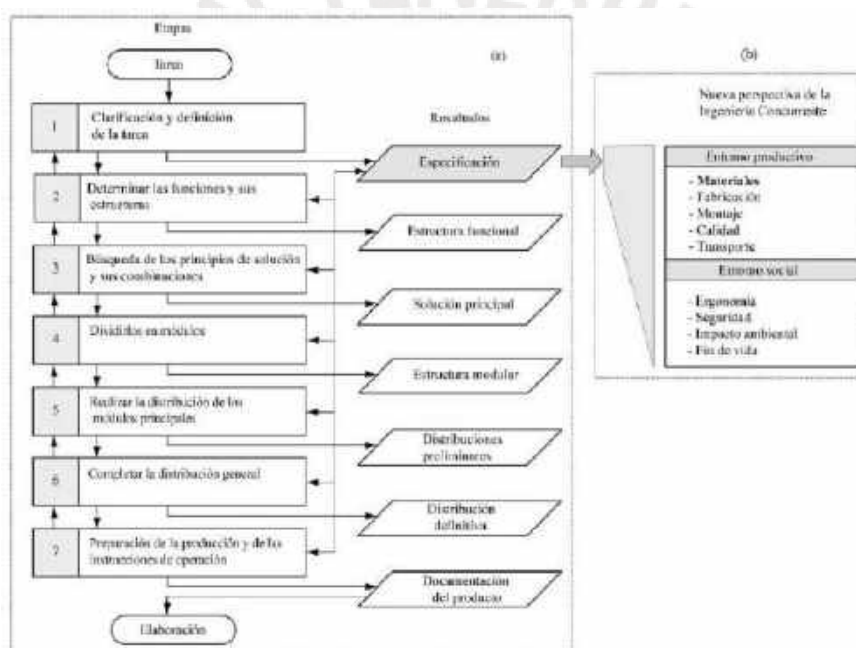 Etapas
(a)
(b)
Tarea
Nueva perspectiva de la
Ingeniería Concurrente
1
Clarificación y definición
de la tarea
Resultados
Especificación
Entorno productivo
- Materiales
- Fabricación
- Montaje
- Calidad
- Transporte
2
Determinar las funciones y sus
estructuras
Estructura funcional
Entorno social
- Ergonomía
- Seguridad
- Impacto ambiental
- Fin de vida
3
Búsqueda de los principios de solución
y sus combinaciones
Solución principal
4
Dividirlos en módulos
Estructura modular
5
Realizar la distribución de los
módulos principales
Distribuciones
preliminares
6
Completar la distribución general
Distribución
definitiva
7
Preparación de la producción y de las
instrucciones de operación
Documentación
del producto
Elaboración